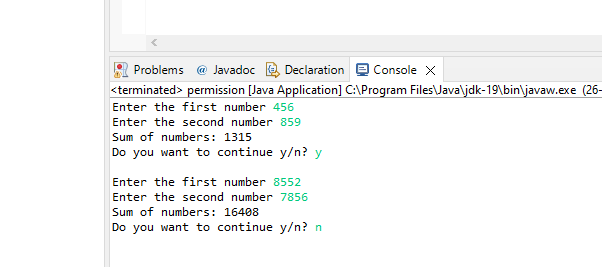 Problems @ Javadoc Declaration Console
<terminated> permission [Java Application] C:\Program Files\Java\jdk-19\bin\javaw.exe (26-
Enter the first number 456
Enter the second number 859
Sum of numbers: 1315
Do you want to continue y/n? y
Enter the first number 8552
Enter the second number 7856
Sum of numbers: 16408
Do you want to continue y/n? n